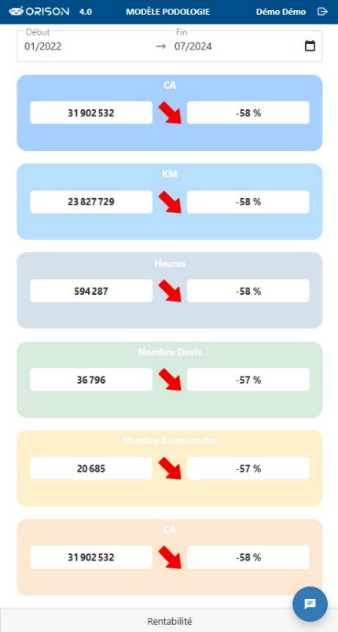 ORISON 4.0 MODÈLE PODOLOGIE Démo Démo
Début Fin
01/2022 → 07/2024
CA
31 902 532 -58 %
KM
23 827 729 -58 %
Heures
594 287 -58 %
Nombre Devis
36 796 -57 %
Nombre Commandes
20 685 -57 %
CA
31 902 532 -58 %
Rentabilité